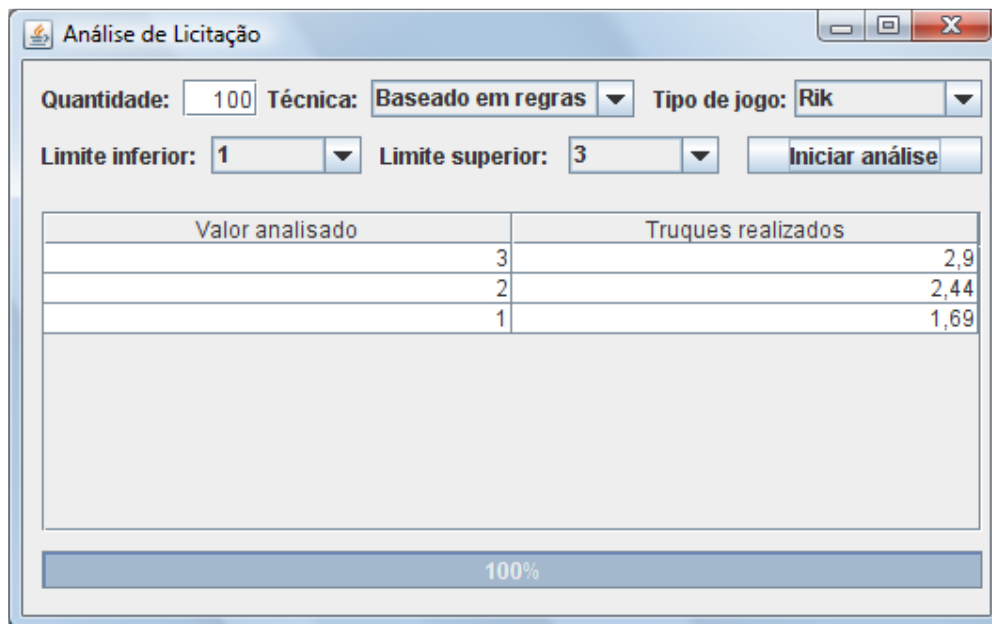 Análise de Licitação
Quantidade: 100 Técnica: Baseado em regras Tipo de jogo: Rik
Limite inferior: 1 Limite superior: 3 Iniciar análise
Valor analisado Truques realizados
3 2,9
2 2,44
1 1,69
100%